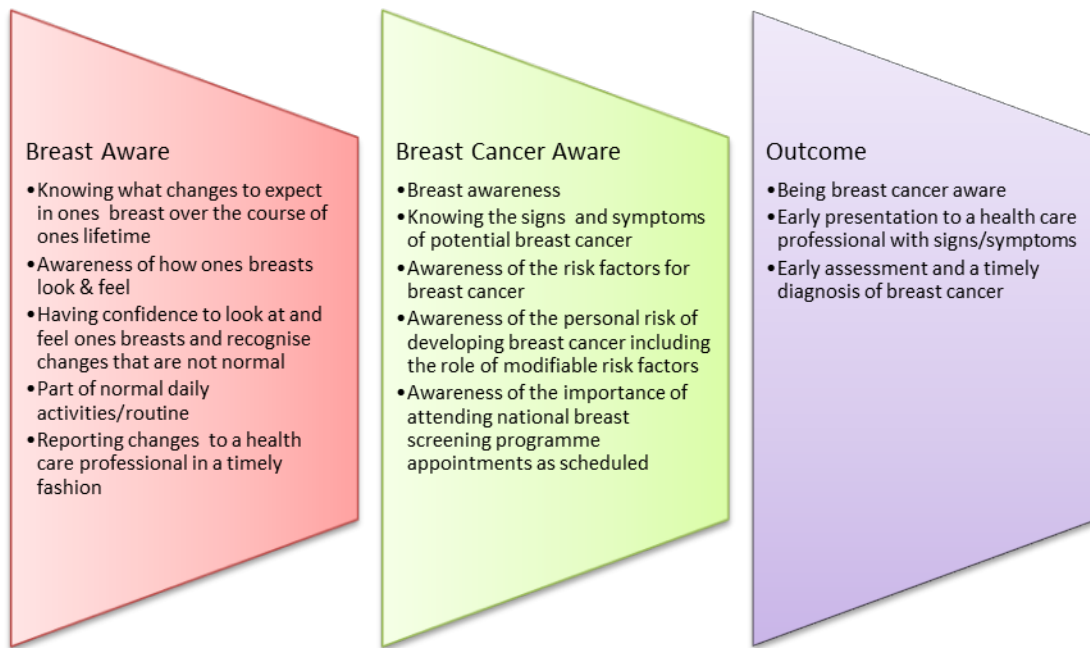 Breast Aware
•Knowing what changes to expect
in ones breast over the course of
ones lifetime
•Awareness of how ones breasts
look & feel
•Having confidence to look at and
feel ones breasts and recognise
changes that are not normal
•Part of normal daily
activities/routine
•Reporting changes to a health
care professional in a timely
fashion
Breast Cancer Aware
•Breast awareness
•Knowing the signs and symptoms
of potential breast cancer
•Awareness of the risk factors for
breast cancer
•Awareness of the personal risk of
developing breast cancer including
the role of modifiable risk factors
•Awareness of the importance of
attending national breast
screening programme
appointments as scheduled
Outcome
•Being breast cancer aware
•Early presentation to a health care
professional with signs/symptoms
•Early assessment and a timely
diagnosis of breast cancer